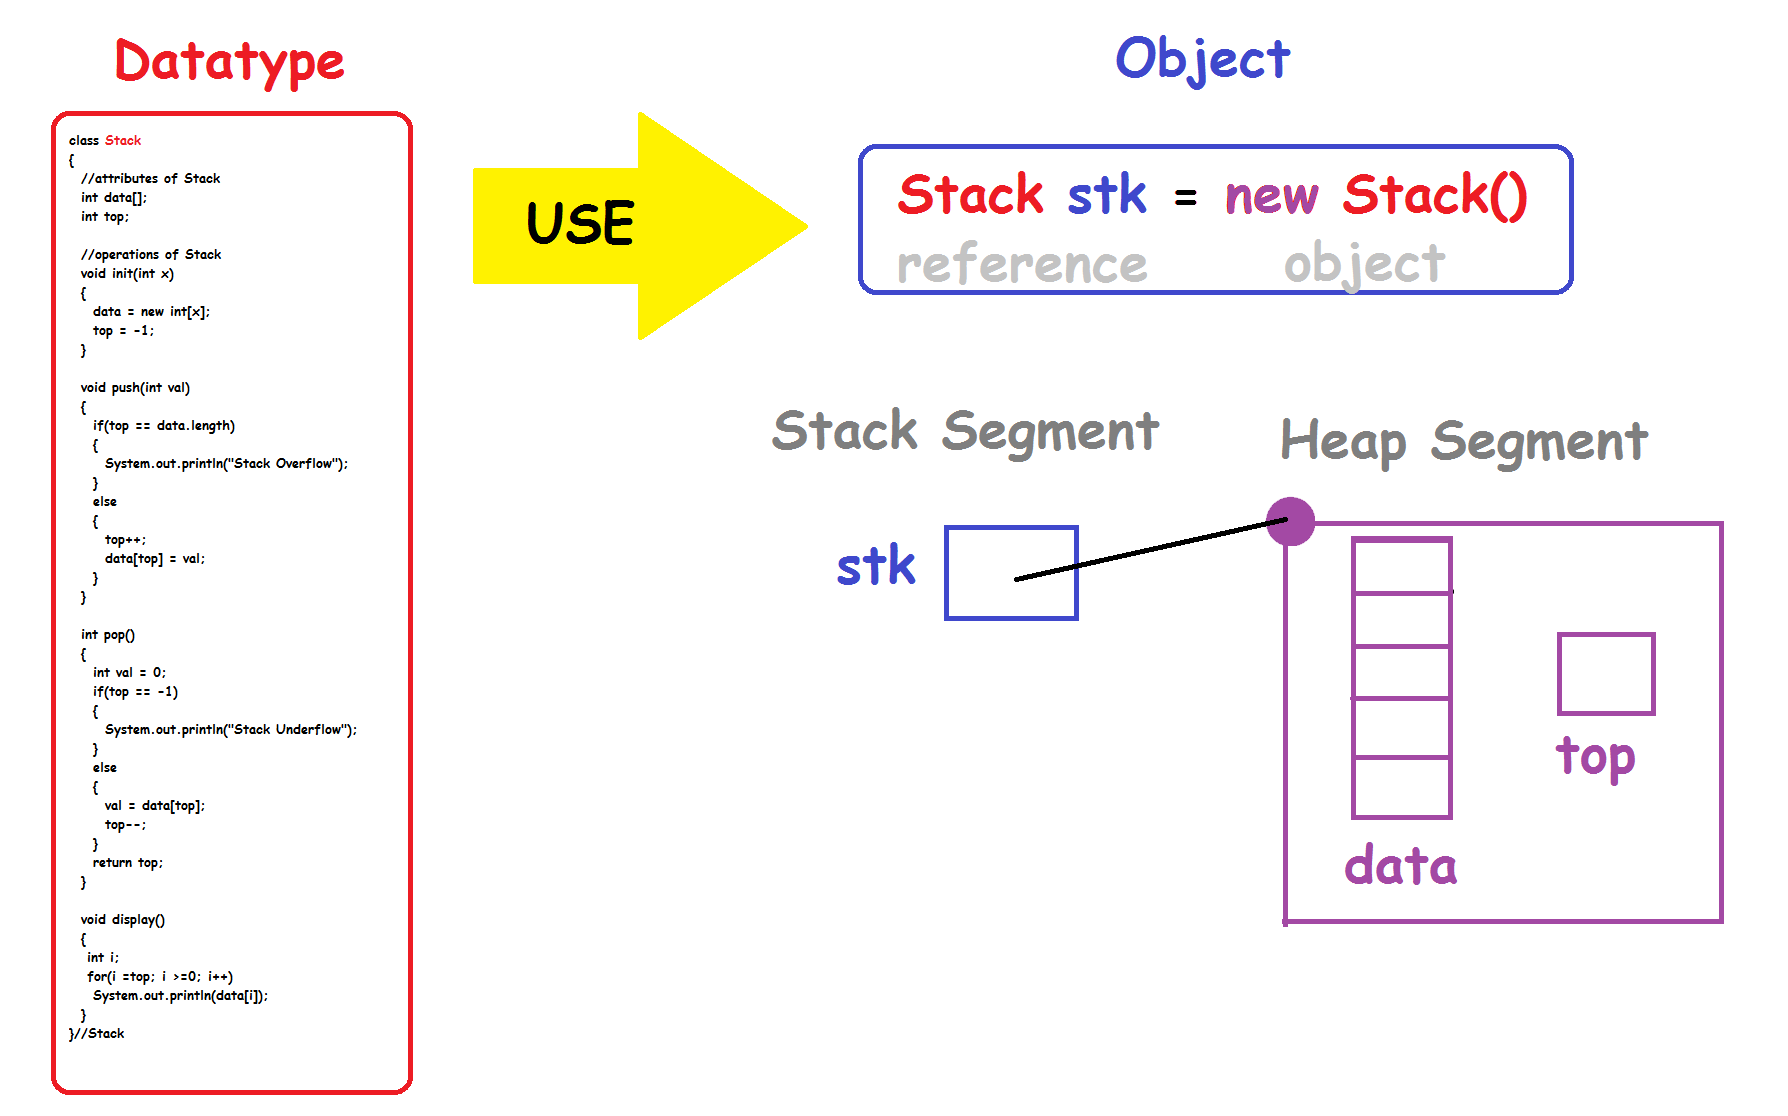 Datatype
class Stack
{
//attributes of Stack
int data[];
int top;
//operations of Stack
void init(int x)
{
data = new int[x];
top = -1;
}
void push(int val)
{
if(top == data.length)
{
System.out.println("Stack Overflow");
}
else
{
top++;
data[top] = val;
}
}
int pop()
{
int val = 0;
if(top == -1)
{
System.out.println("Stack Underflow");
}
else
{
val = data[top];
top--;
}
return top;
}
void display()
{
int i;
for(i =top; i >=0; i++)
System.out.println(data[i]);
}
}//Stack
USE
Object
Stack stk = new Stack()
reference object
Stack Segment
Heap Segment
stk
data
top